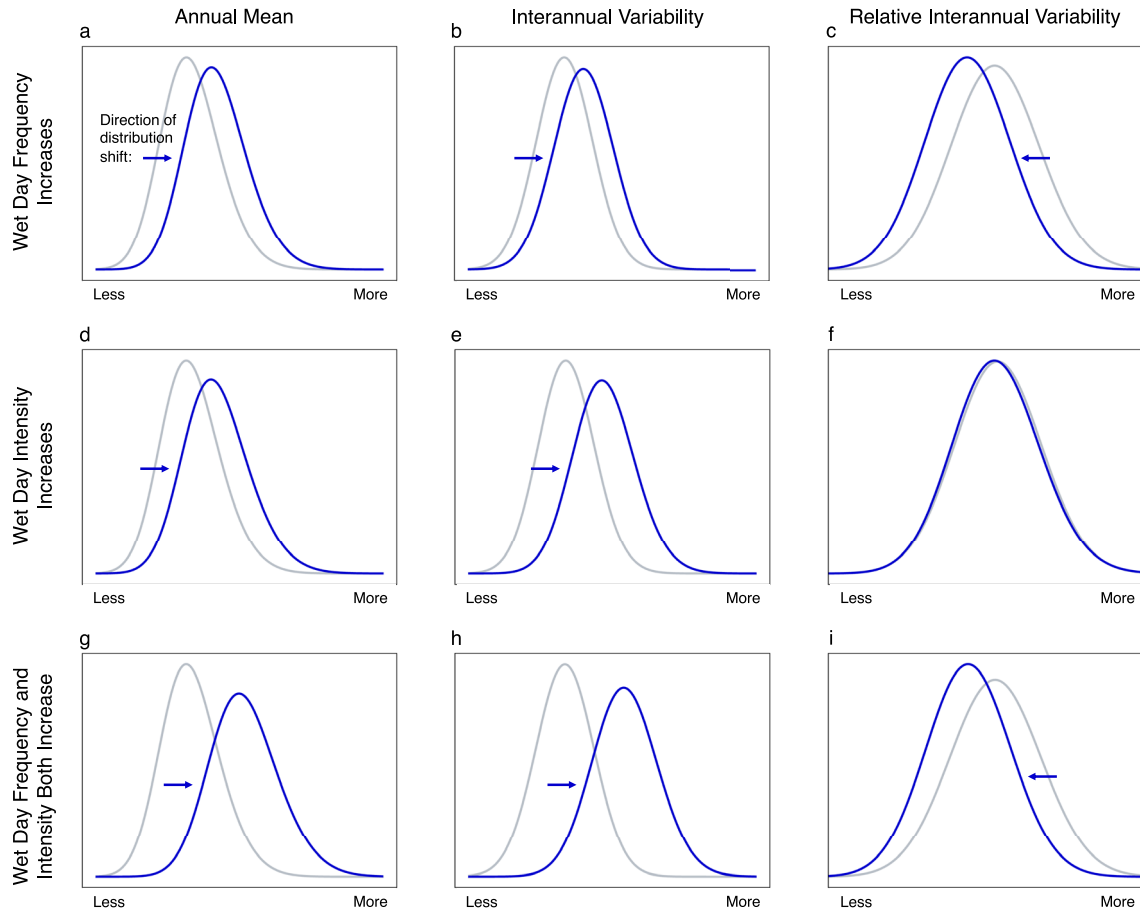 Annual Mean
Interannual Variability
Relative Interannual Variability
Wet Day Frequency
Increases
a
Direction of
distribution
shift:
Less
More
b
Less
More
c
Less
More
Wet Day Intensity
Increases
d
Less
More
e
Less
More
f
Less
More
Wet Day Frequency and
Intensity Both Increase
g
Less
More
h
Less
More
i
Less
More